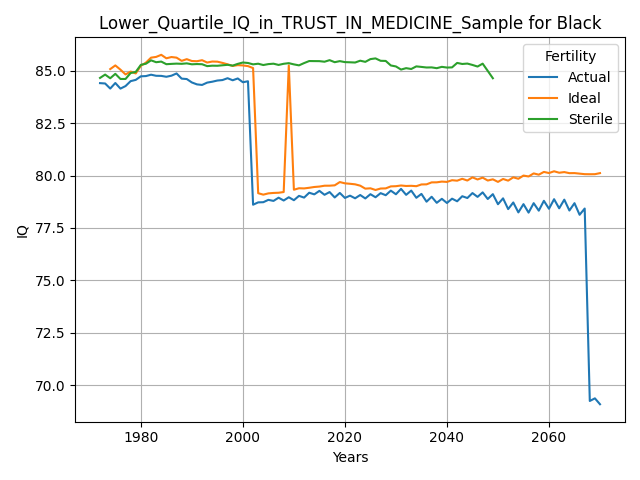 Lower_Quartile_IQ_in_TRUST_IN_MEDICINE_Sample for Black
Fertility
Actual
Ideal
Sterile
85.0
82.5
80.0
77.5
75.0
72.5
70.0
IQ
1980
2000
2020
2040
2060
Years